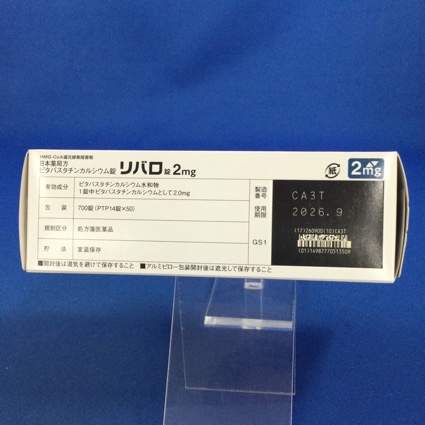 HMG-CoA還元酵素阻害剤
日本薬局方
ピタバスタチンカルシウム錠 リバロ錠2mg
紙
2mg
有効成分 ピタバスタチンカルシウム水和物
1錠中ピタバスタチンカルシウムとして2.0mg
包装 700錠(PTP14錠×50)
規制区分 処方箋医薬品
貯法 室温保存
製造番号 CA3T
使用期限 2026.9
GS1
(17)260900(10)CA3T
(01)14987770513509
■開封後は湿気を避けて保存すること ■アルミピロー包装開封後は遮光して保存すること